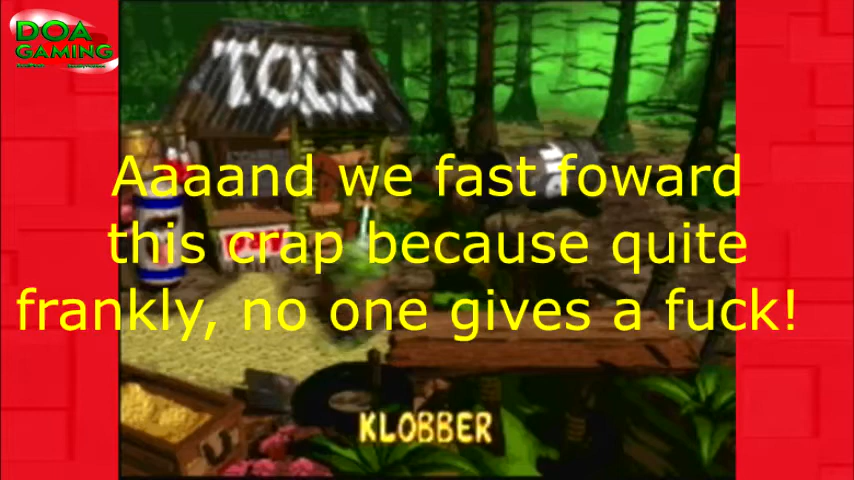 DOA
GAMING
TOLL
Aaaand we fast foward
this crap because quite
frankly, no one gives a fuck!
KLOBBER